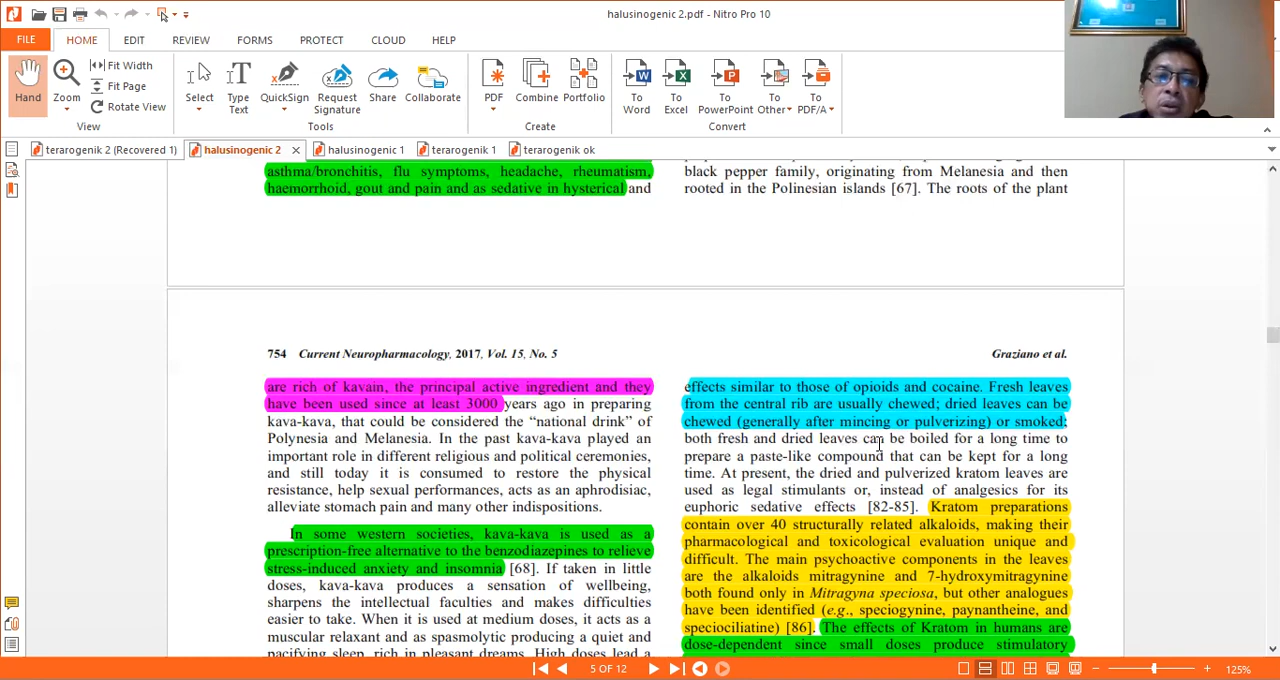 halusinogenic 2.pdf - Nitro Pro 10
FILE HOME EDIT REVIEW FORMS PROTECT CLOUD HELP
Hand
Zoom
Fit Width
Fit Page
Rotate View
Select
Type Text
QuickSign
Request Signature
Share
Collaborate
PDF
Combine
Portfolio
To Word
To Excel
To PowerPoint
To Other
To PDF/A
View
Tools
Create
Convert
terarogenik 2 (Recovered 1)
halusinogenic 2
halusinogenic 1
terarogenik 1
terarogenik ok
asthma/bronchitis, flu symptoms, headache, rheumatism,
haemorrhoid, gout and pain and as sedative in hysterical and
black pepper family, originating from Melanesia and then
rooted in the Polinesian islands [67]. The roots of the plant
754 Current Neuropharmacology, 2017, Vol. 15, No. 5
Graziano et al.
are rich of kavain, the principal active ingredient and they
have been used since at least 3000 years ago in preparing
kava-kava, that could be considered the “national drink” of
Polynesia and Melanesia. In the past kava-kava played an
important role in different religious and political ceremonies,
and still today it is consumed to restore the physical
resistance, help sexual performances, acts as an aphrodisiac,
alleviate stomach pain and many other indispositions.
In some western societies, kava-kava is used as a
prescription-free alternative to the benzodiazepines to relieve
stress-induced anxiety and insomnia [68]. If taken in little
doses, kava-kava produces a sensation of wellbeing,
sharpens the intellectual faculties and makes difficulties
easier to take. When it is used at medium doses, it acts as a
muscular relaxant and as spasmolytic producing a quiet and
pacifying sleep, rich in pleasant dreams. High doses lead a
effects similar to those of opioids and cocaine. Fresh leaves
from the central rib are usually chewed; dried leaves can be
chewed (generally after mincing or pulverizing) or smoked;
both fresh and dried leaves can be boiled for a long time to
prepare a paste-like compound that can be kept for a long
time. At present, the dried and pulverized kratom leaves are
used as legal stimulants or, instead of analgesics for its
euphoric sedative effects [82-85]. Kratom preparations
contain over 40 structurally related alkaloids, making their
pharmacological and toxicological evaluation unique and
difficult. The main psychoactive components in the leaves
are the alkaloids mitragynine and 7-hydroxymitragynine
both found only in Mitragyna speciosa, but other analogues
have been identified (e.g., speciogynine, paynantheine, and
speciociliatine) [86]. The effects of Kratom in humans are
dose-dependent since small doses produce stimulatory
5 OF 12
125%